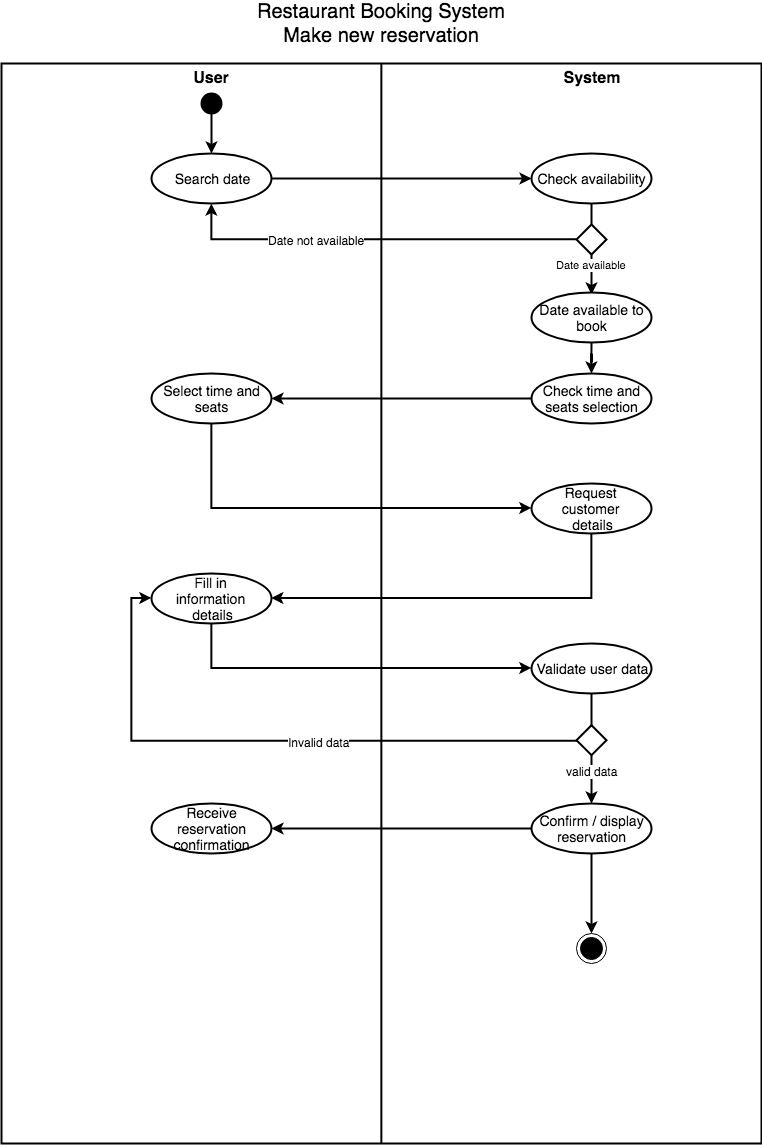 Restaurant Booking System
Make new reservation
User
System
Search date
Check availability
Date not available
Date available
Date available to
book
Select time and
seats
Check time and
seats selection
Request
customer
details
Fill in
information
details
Validate user data
Invalid data
valid data
Receive
reservation
confirmation
Confirm / display
reservation